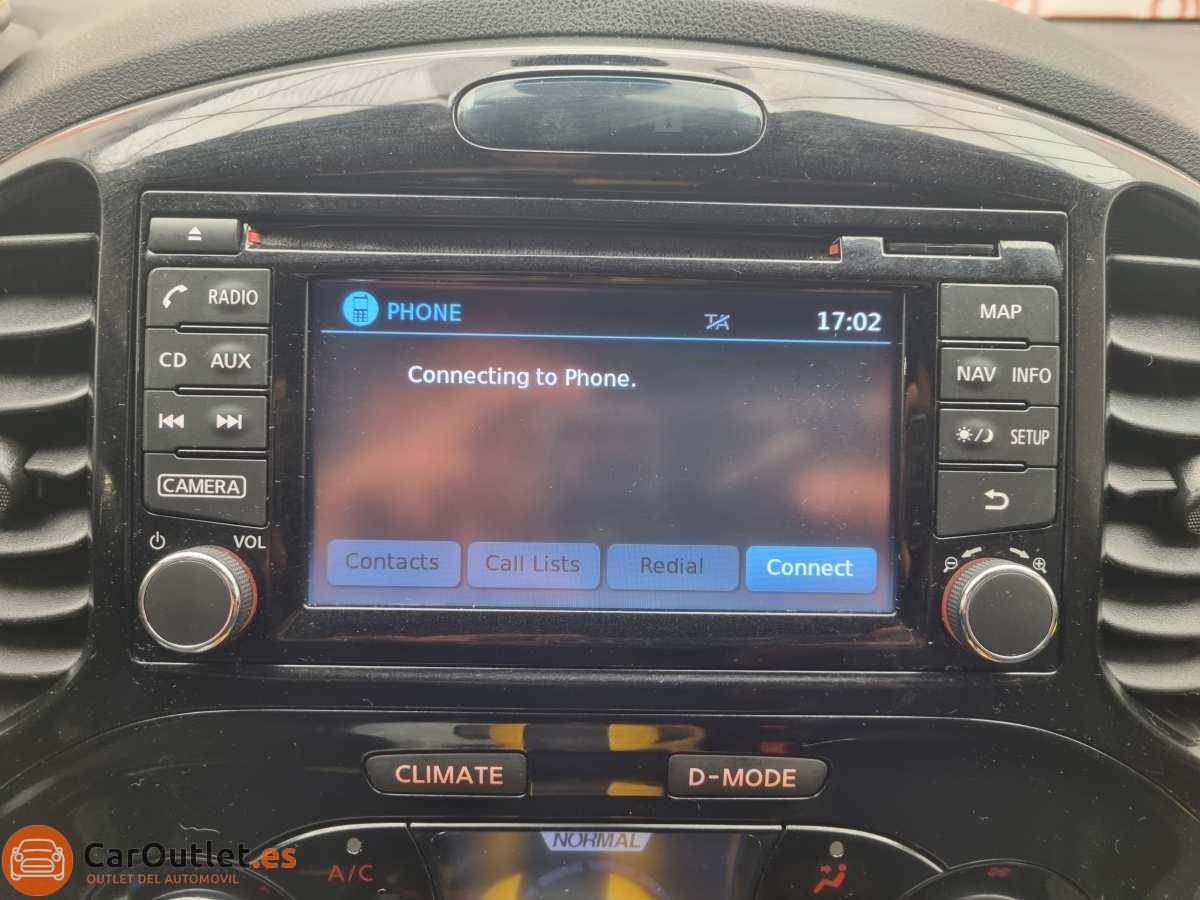 PHONE
TA
17:02
Connecting to Phone.
Contacts
Call Lists
Redial
Connect
RADIO
CD AUX
CAMERA
VOL
MAP
NAV INFO
SETUP
CLIMATE
D-MODE
NORMAL
A/C
CarOutlet.es
OUTLET DEL AUTOMOVIL